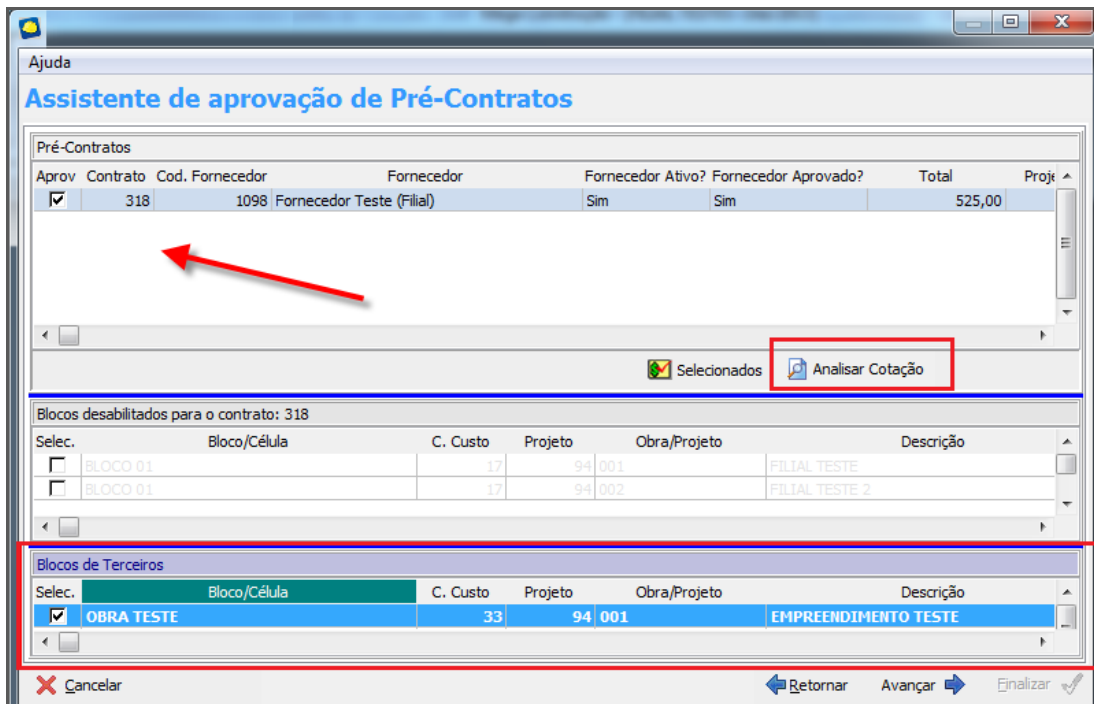 Ajuda
Assistente de aprovação de Pré-Contratos
Pré-Contratos
Aprov Contrato Cod. Fornecedor Fornecedor Fornecedor Ativo? Fornecedor Aprovado? Total Proje
318 1098 Fornecedor Teste (Filial) Sim Sim 525,00
Selecionados Analisar Cotação
Blocos desabilitados para o contrato: 318
Selec. Bloco/Célula C. Custo Projeto Obra/Projeto Descrição
BLOCO 01 17 94 001 FILIAL TESTE
BLOCO 01 17 94 002 FILIAL TESTE 2
Blocos de Terceiros
Selec. Bloco/Célula C. Custo Projeto Obra/Projeto Descrição
OBRA TESTE 33 94 001 EMPREENDIMENTO TESTE
Cancelar Retornar Avançar Finalizar